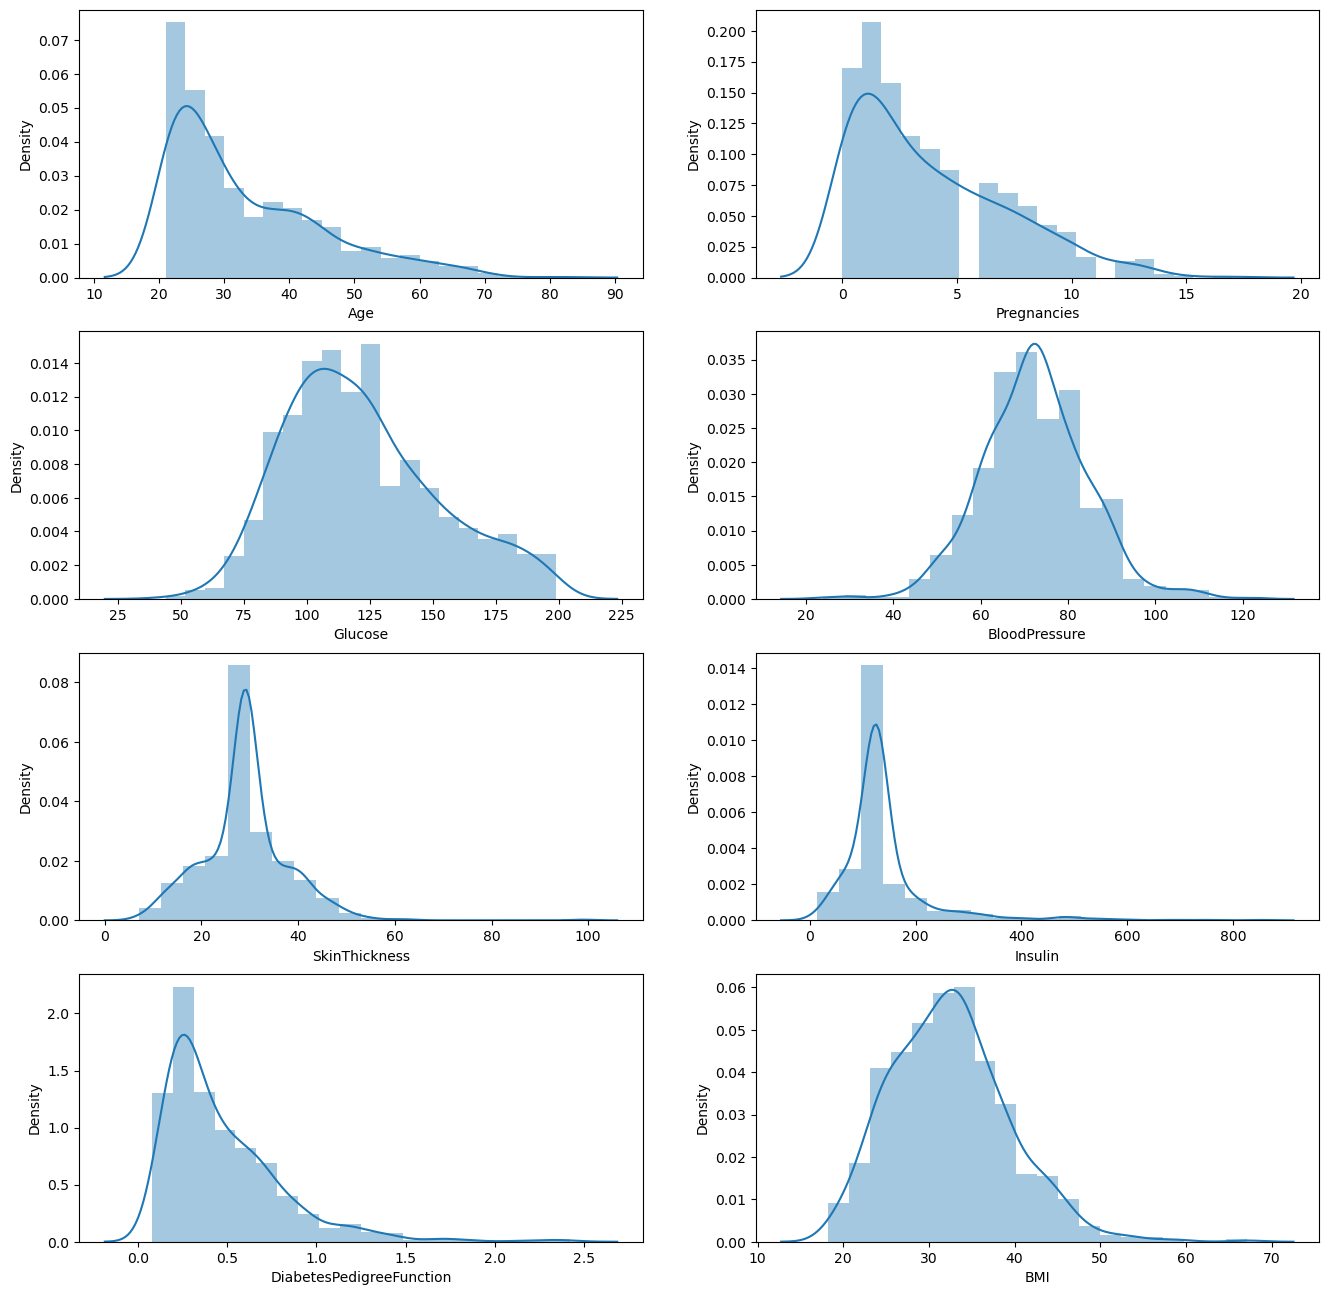 0.07
0.06
0.05
0.04
0.03
0.02
0.01
0.00
Density
10 20 30 40 50 60 70 80 90
Age
0.200
0.175
0.150
0.125
0.100
0.075
0.050
0.025
0.000
Density
0 5 10 15 20
Pregnancies
0.014
0.012
0.010
0.008
0.006
0.004
0.002
0.000
Density
25 50 75 100 125 150 175 200 225
Glucose
0.035
0.030
0.025
0.020
0.015
0.010
0.005
0.000
Density
20 40 60 80 100 120
BloodPressure
0.08
0.06
0.04
0.02
0.00
Density
0 20 40 60 80 100
SkinThickness
0.014
0.012
0.010
0.008
0.006
0.004
0.002
0.000
Density
0 200 400 600 800
Insulin
2.0
1.5
1.0
0.5
0.0
Density
0.0 0.5 1.0 1.5 2.0 2.5
DiabetesPedigreeFunction
0.06
0.05
0.04
0.03
0.02
0.01
0.00
Density
10 20 30 40 50 60 70
BMI